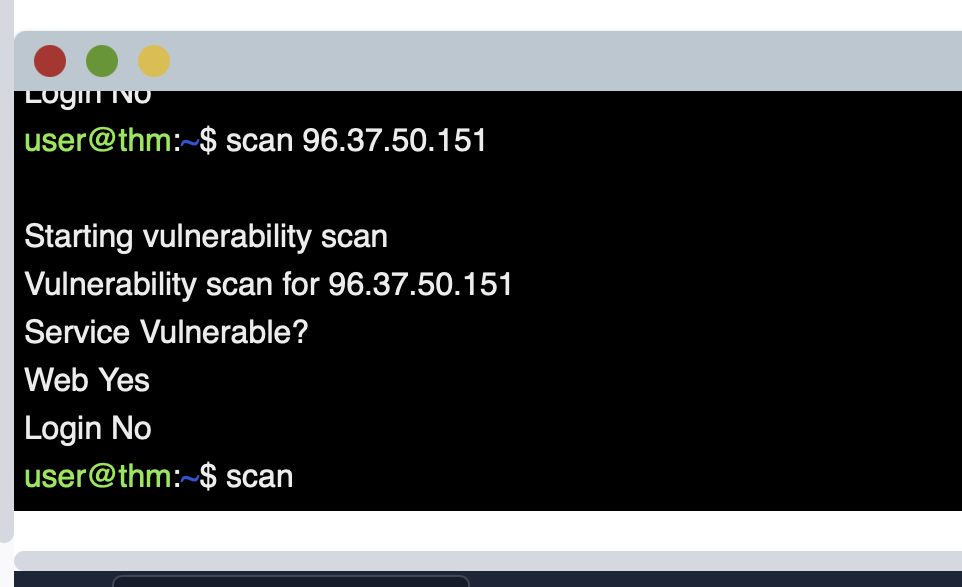 Login No
user@thm:~$ scan 96.37.50.151
Starting vulnerability scan
Vulnerability scan for 96.37.50.151
Service Vulnerable?
Web Yes
Login No
user@thm:~$ scan